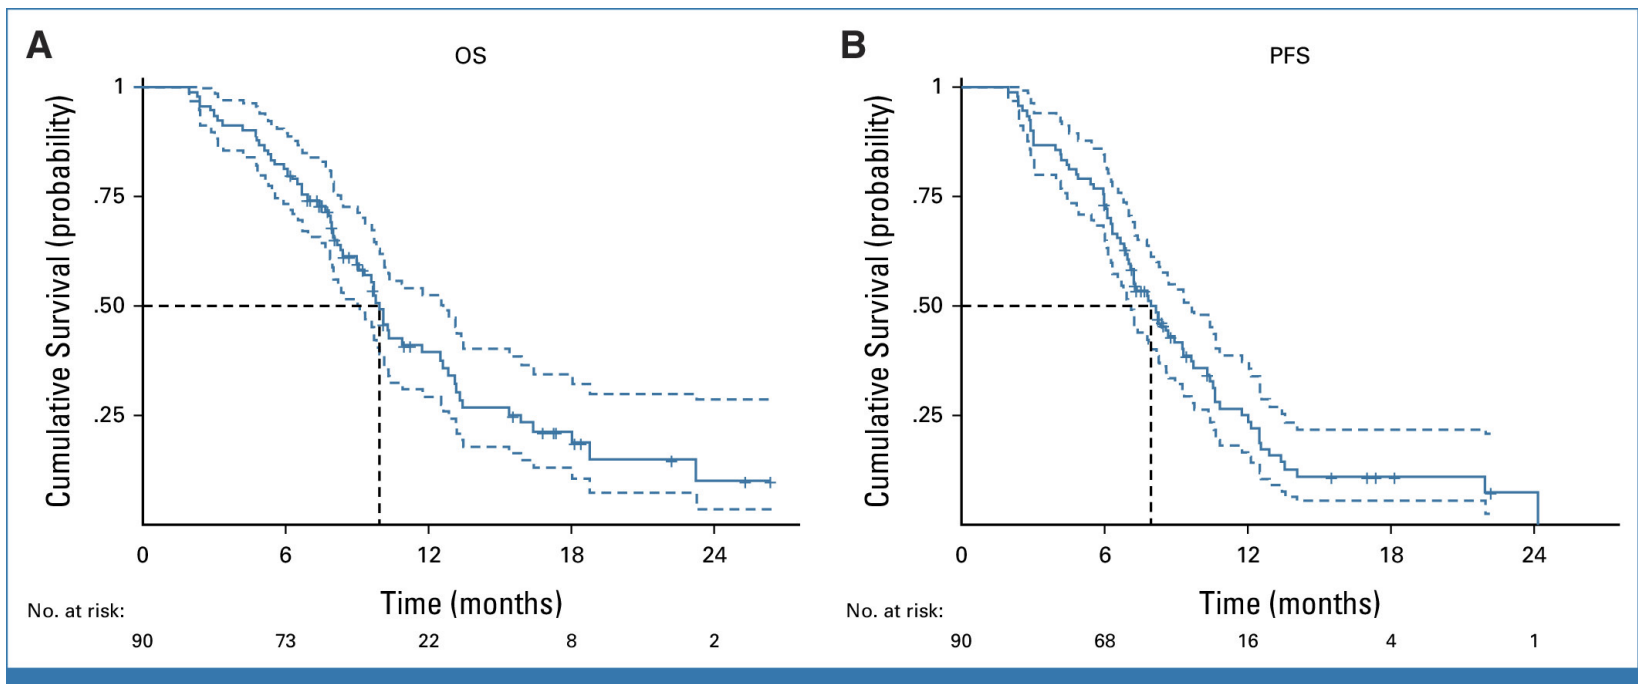 A
OS
Cumulative Survival (probability)
1
.75
.50
.25
0 6 12 18 24
Time (months)
No. at risk:
90 73 22 8 2
B
PFS
Cumulative Survival (probability)
1
.75
.50
.25
0 6 12 18 24
Time (months)
No. at risk:
90 68 16 4 1